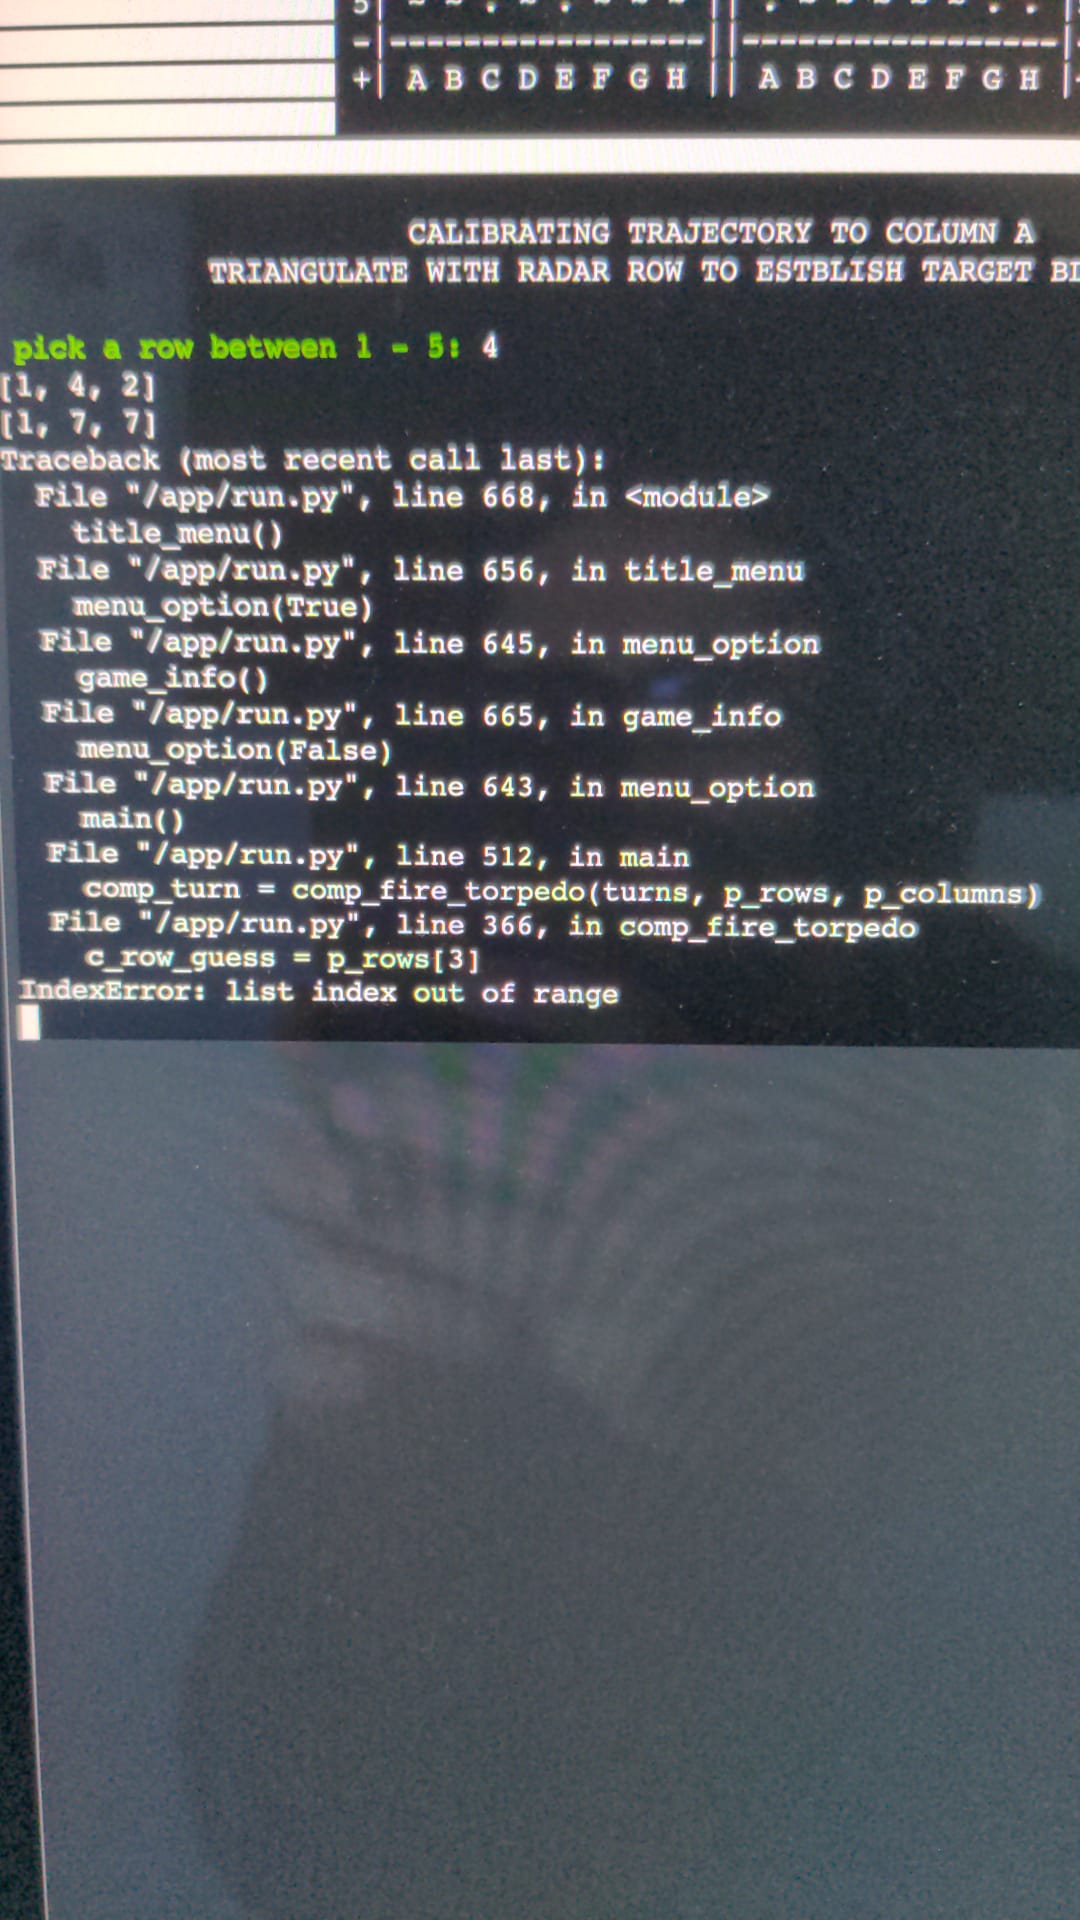 +| A B C D E F G H || A B C D E F G H |
CALIBRATING TRAJECTORY TO COLUMN A
TRIANGULATE WITH RADAR ROW TO ESTBLISH TARGET
pick a row between 1 - 5: 4
[1, 4, 2]
[1, 7, 7]
Traceback (most recent call last):
File "/app/run.py", line 668, in <module>
title_menu()
File "/app/run.py", line 656, in title_menu
menu_option(True)
File "/app/run.py", line 645, in menu_option
game_info()
File "/app/run.py", line 665, in game_info
menu_option(False)
File "/app/run.py", line 643, in menu_option
main()
File "/app/run.py", line 512, in main
comp_turn = comp_fire_torpedo(turns, p_rows, p_columns)
File "/app/run.py", line 366, in comp_fire_torpedo
c_row_guess = p_rows[3]
IndexError: list index out of range